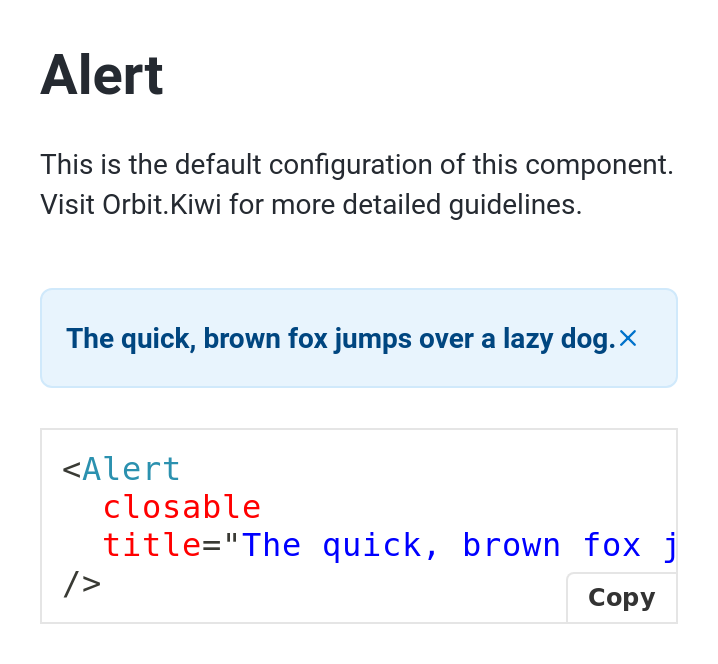 Alert
This is the default configuration of this component.
Visit Orbit.Kiwi for more detailed guidelines.
The quick, brown fox jumps over a lazy dog.
<Alert
  closable
  title="The quick, brown fox j
/>
Copy